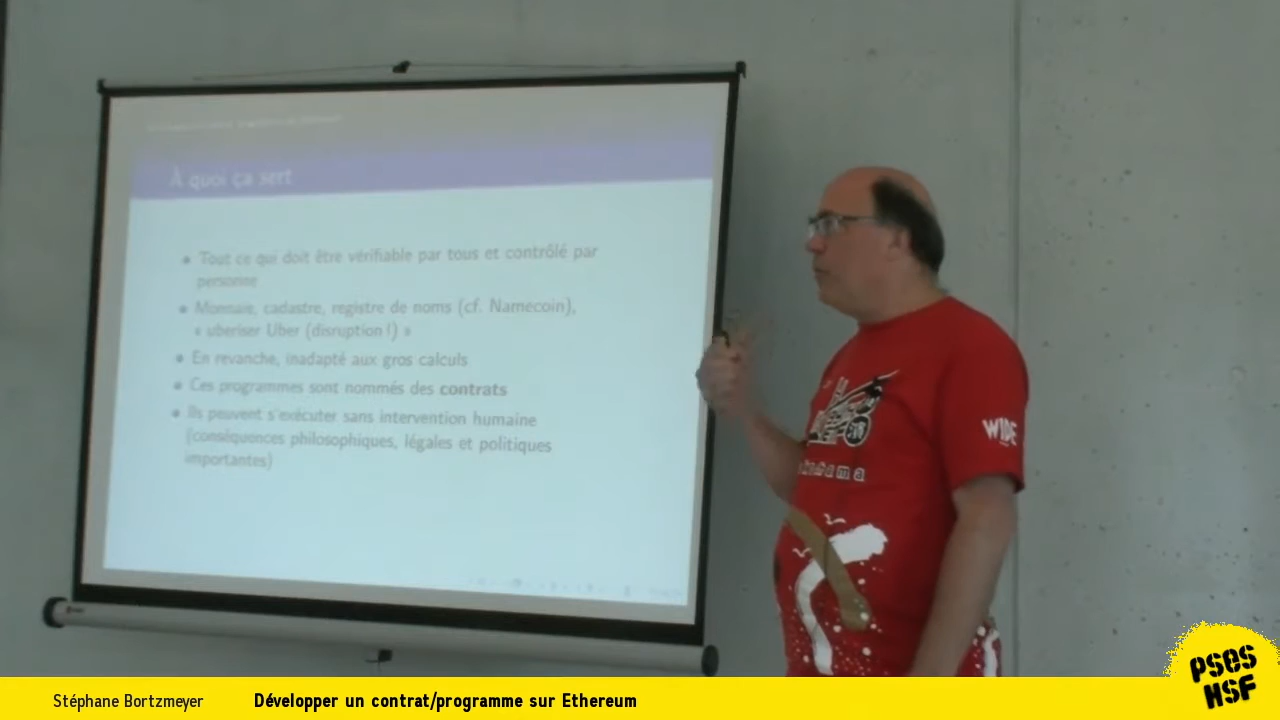 À quoi ça sert
Tout ce qui doit être vérifiable par tous et contrôlé par
personne
Monnaie, cadastre, registre de noms (cf. Namecoin),
« uberiser Uber (disruption !) »
En revanche, inadapté aux gros calculs
Ces programmes sont nommés des contrats
Ils peuvent s'exécuter sans intervention humaine
(conséquences philosophiques, légales et politiques
importantes)
WIDE
PSES
HSF
Stéphane Bortzmeyer
Développer un contrat/programme sur Ethereum